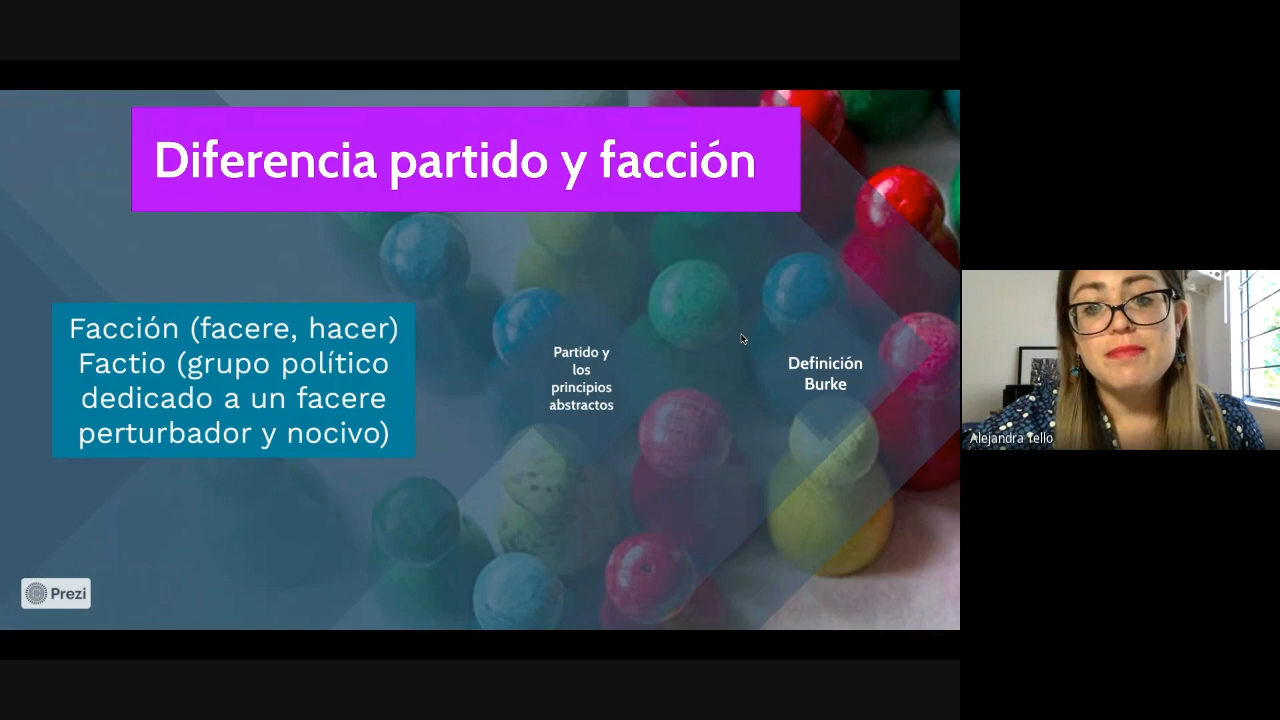 Diferencia partido y facción
Facción (facere, hacer)
Factio (grupo político
dedicado a un facere
perturbador y nocivo)
Partido y
los
principios
abstractos
Definición
Burke
Prezi
Alejandra Tello